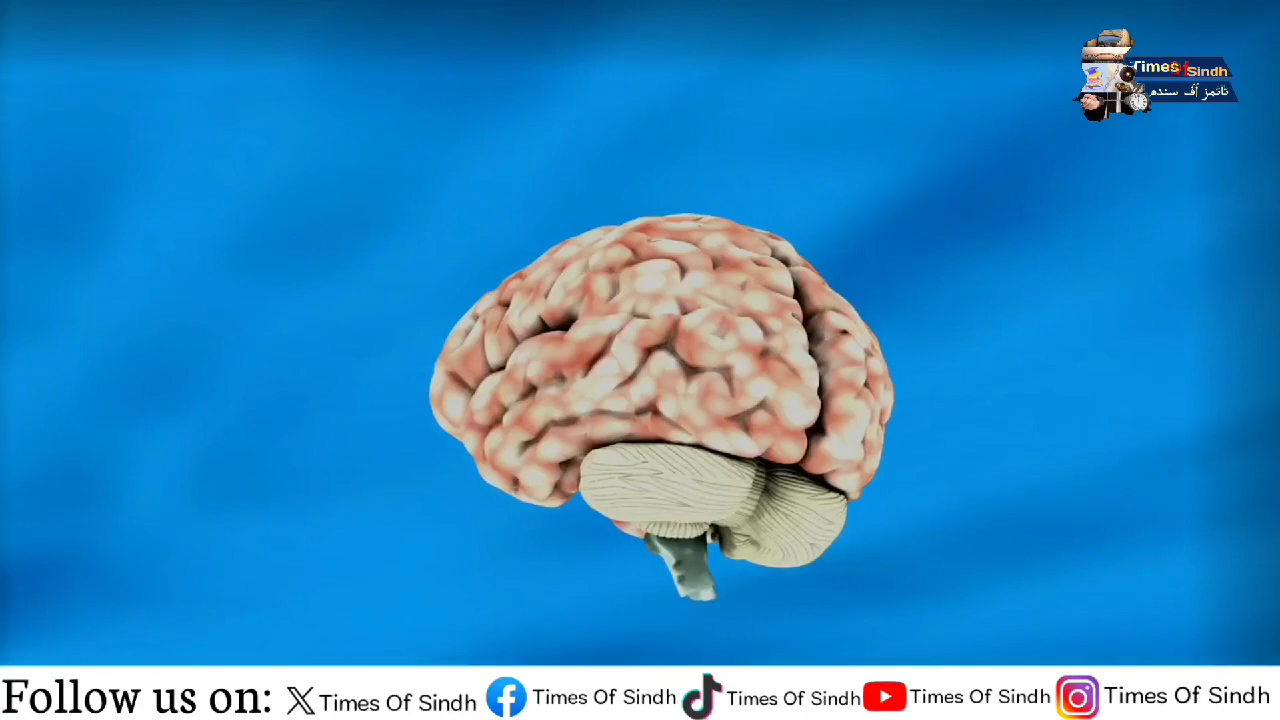 Times Of Sindh
ٹائمز آف سندھ
Follow us on: Times Of Sindh Times Of Sindh Times Of Sindh Times Of Sindh Times Of Sindh